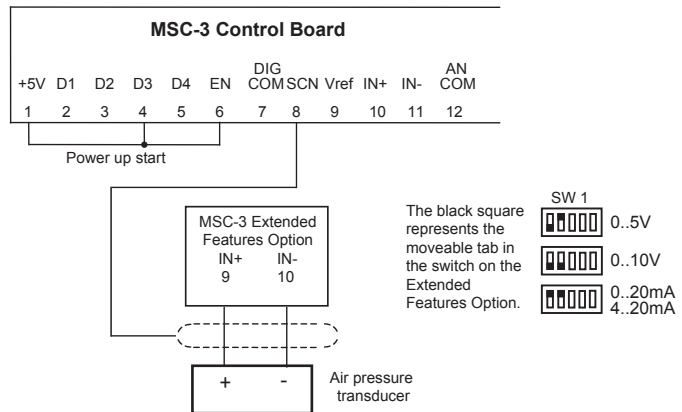 MSC-3 Control Board
DIG AN
+5V D1 D2 D3 D4 EN COM SCN Vref IN+ IN- COM
1 2 3 4 5 6 7 8 9 10 11 12
Power up start
MSC-3 Extended
Features Option
IN+ IN-
9 10
+ -
Air pressure
transducer
The black square
represents the
moveable tab in
the switch on the
Extended
Features Option.
SW 1
0..5V
0..10V
0..20mA
4..20mA